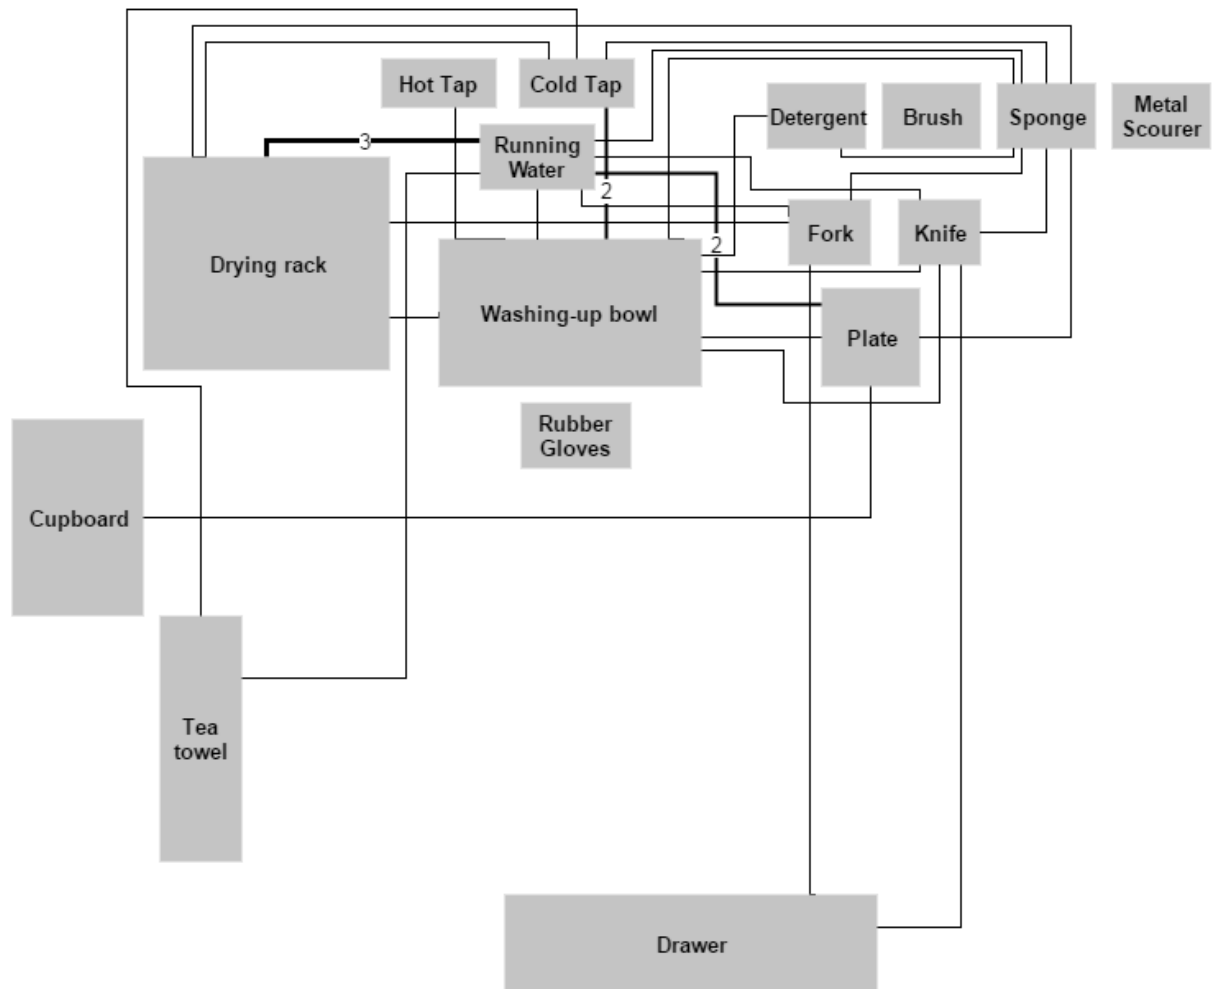 Hot Tap
Cold Tap
Detergent
Brush
Sponge
Metal
Scourer
3
Running
Water
2
Fork
Knife
2
Drying rack
Washing-up bowl
Plate
Rubber
Gloves
Cupboard
Tea
towel
Drawer